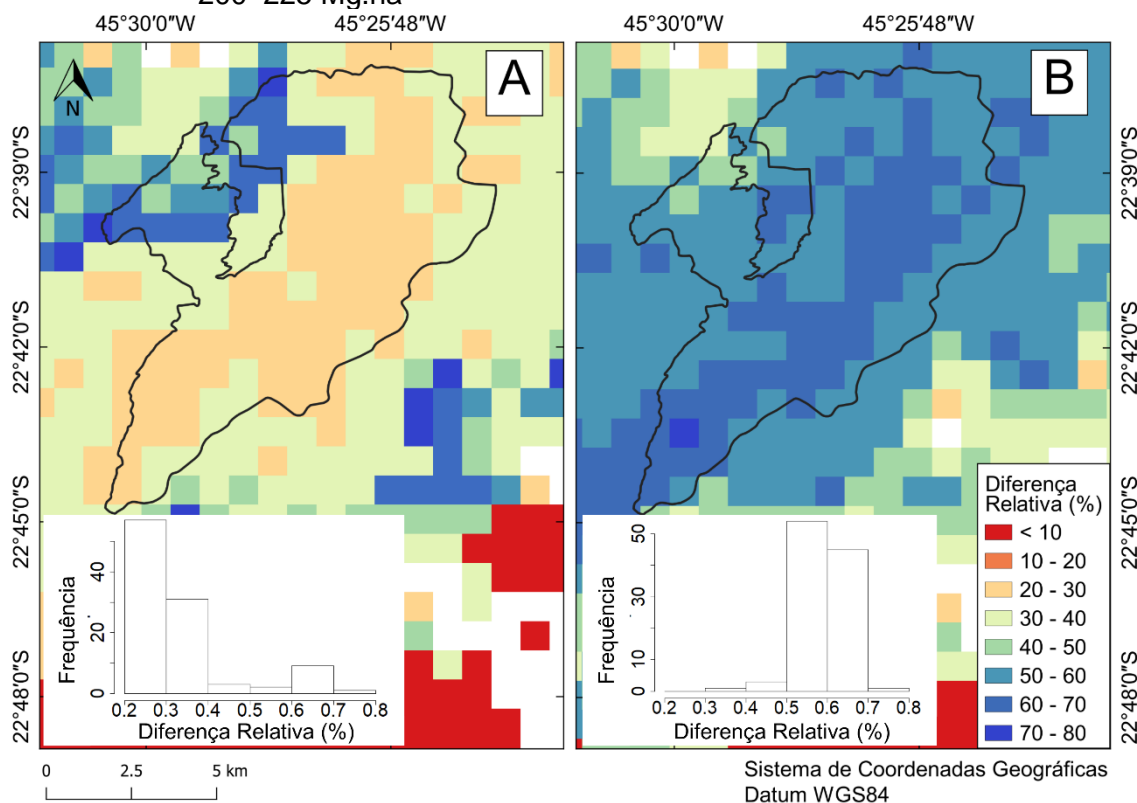 200–225 Mg.ha
45°30′0″W 45°25′48″W 45°30′0″W 45°25′48″W
A
B
N
22°39′0″S 22°39′0″S
22°42′0″S 22°42′0″S
22°45′0″S 22°45′0″S
22°48′0″S 22°48′0″S
Frequência
0 20 40
0.2 0.3 0.4 0.5 0.6 0.7 0.8
Diferença Relativa (%)
Frequência
0 10 30 50
0.2 0.3 0.4 0.5 0.6 0.7 0.8
Diferença Relativa (%)
Diferença
Relativa (%)
< 10
10 - 20
20 - 30
30 - 40
40 - 50
50 - 60
60 - 70
70 - 80
0 2.5 5 km
Sistema de Coordenadas Geográficas
Datum WGS84